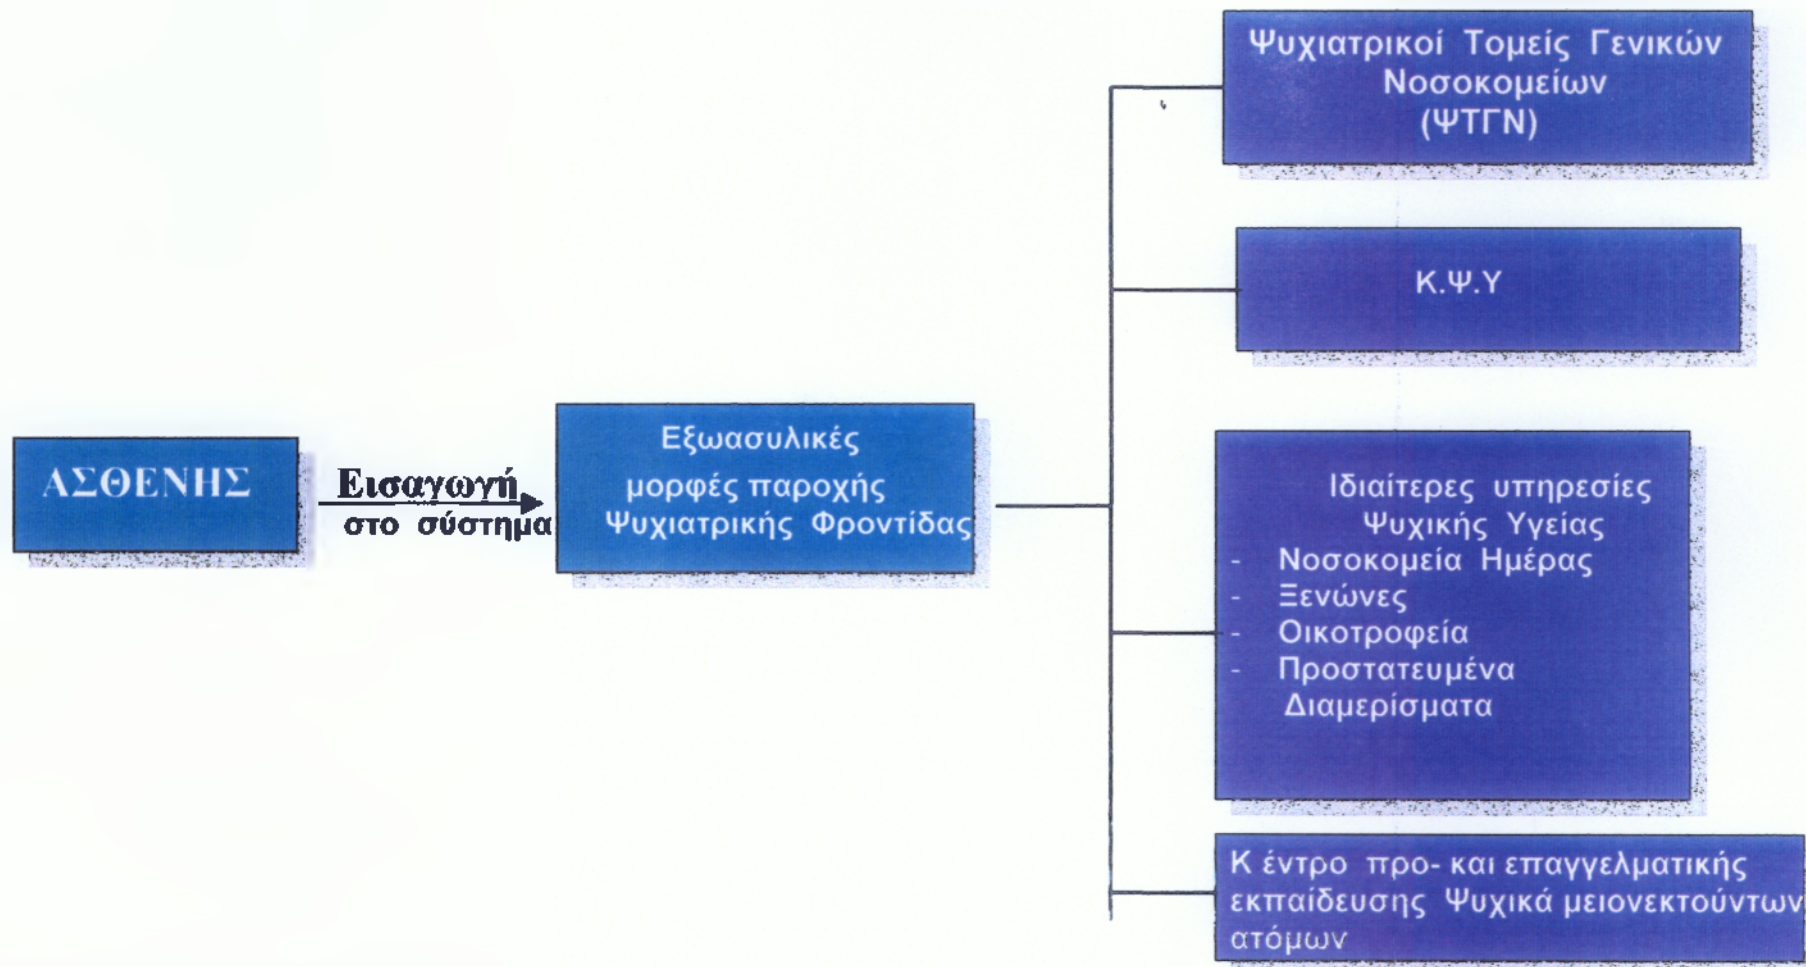 ΑΣΘΕΝΗΣ
Εισαγωγή
στο σύστημα
Εξωασυλικές
μορφές παροχής
Ψυχιατρικής Φροντίδας
Ψυχιατρικοί Τομείς Γενικών
Νοσοκομείων
(ΨΤΓΝ)
Κ.Ψ.Υ
Ιδιαίτερες υπηρεσίες
Ψυχικής Υγείας
- Νοσοκομεία Ημέρας
- Ξενώνες
- Οικοτροφεία
- Προστατευμένα
Διαμερίσματα
Κ έντρο προ- και επαγγελματικής
εκπαίδευσης Ψυχικά μειονεκτούντων
ατόμων